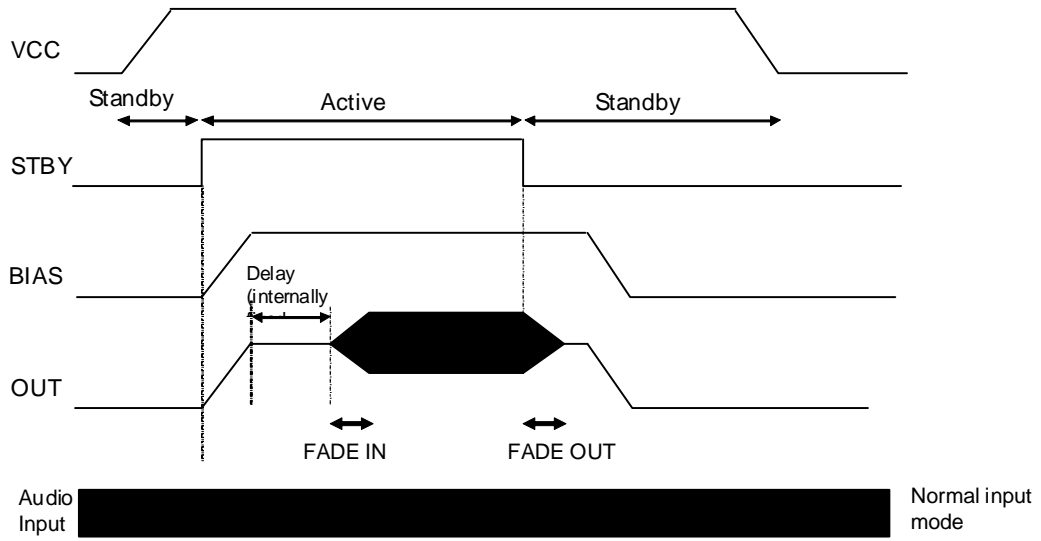 VCC
Standby
Active
Standby
STBY
BIAS
Delay
(internally
OUT
FADE IN
FADE OUT
Audio
Input
Normal input
mode